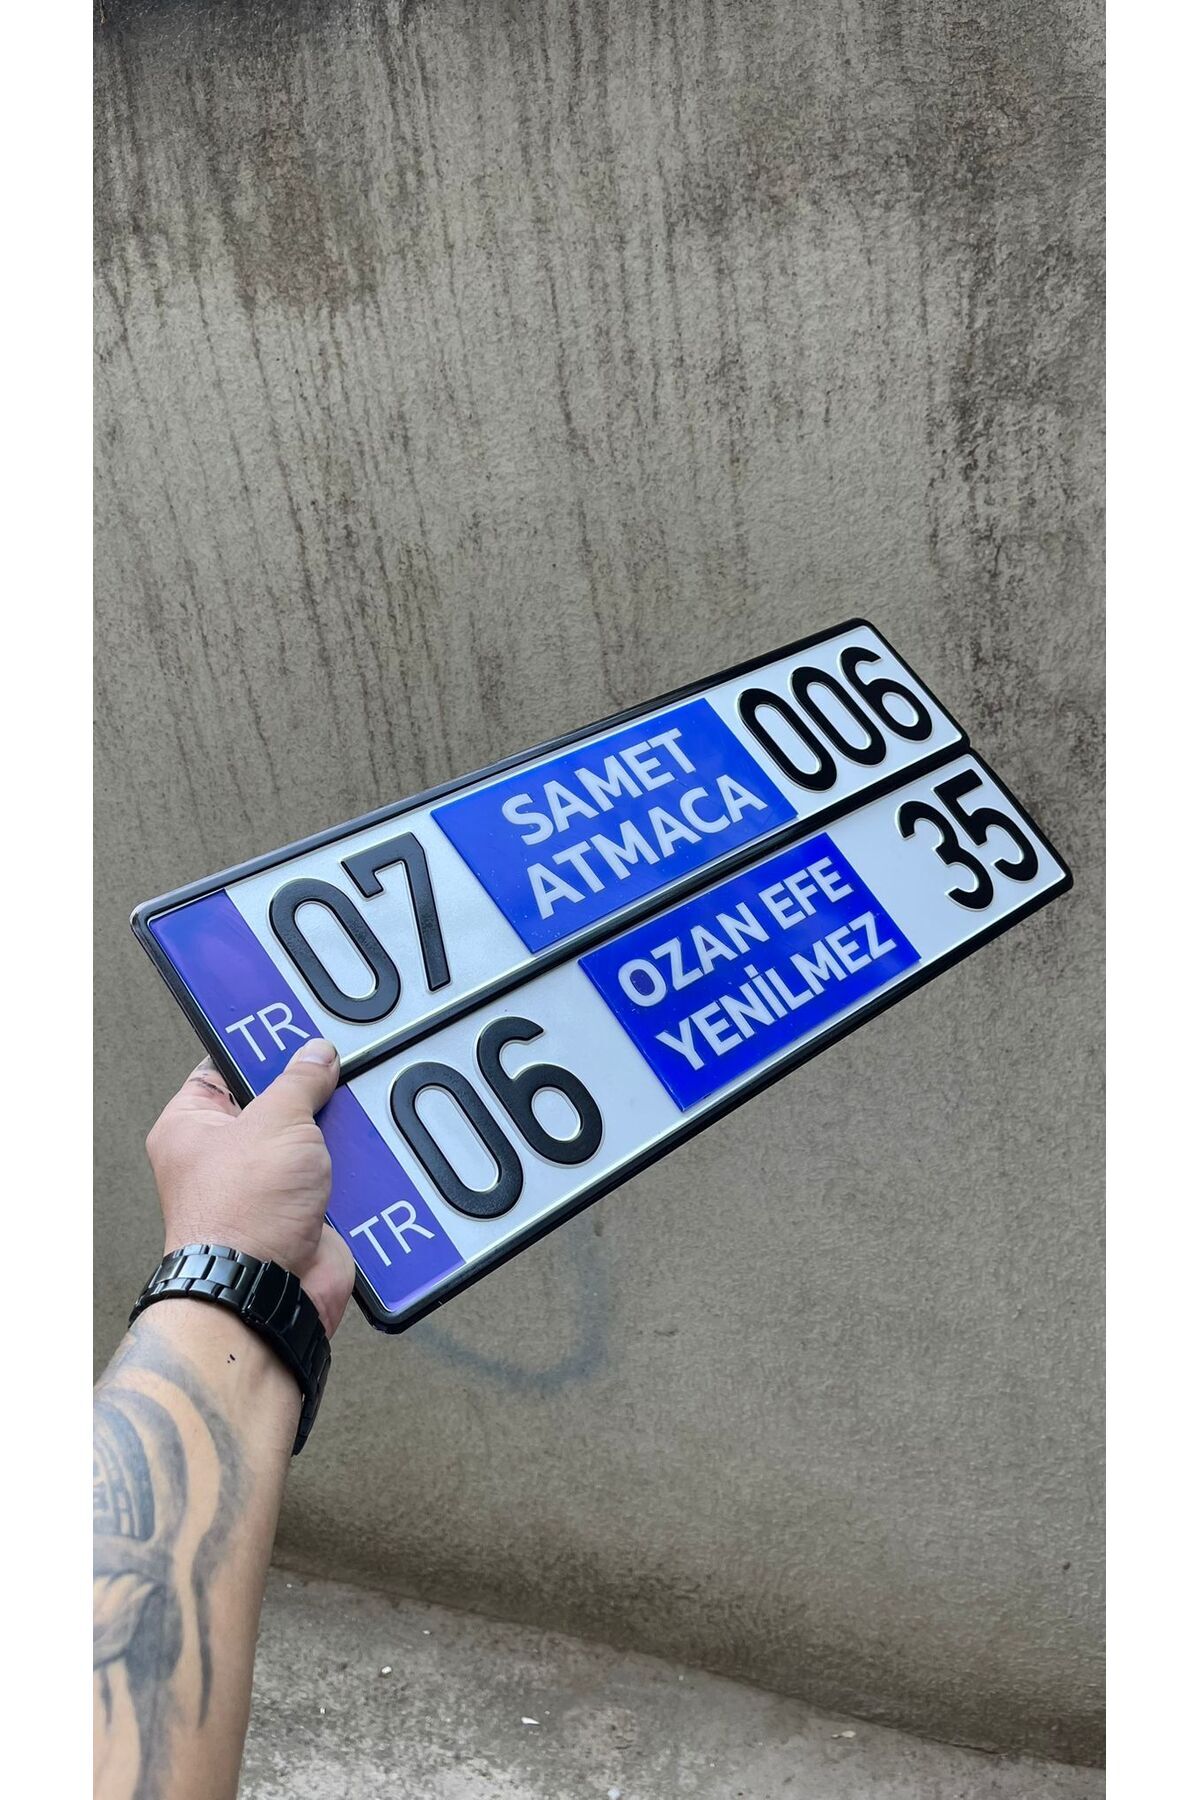 TR 07 SAMET ATMACA 006
TR 06 OZAN EFE YENİLMEZ 35